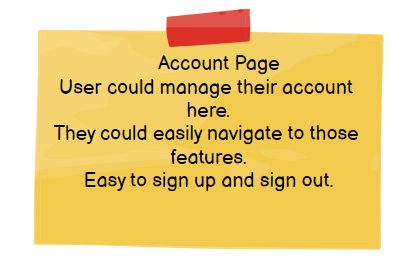 Account Page
User could manage their account
here.
They could easily navigate to those
features.
Easy to sign up and sign out.